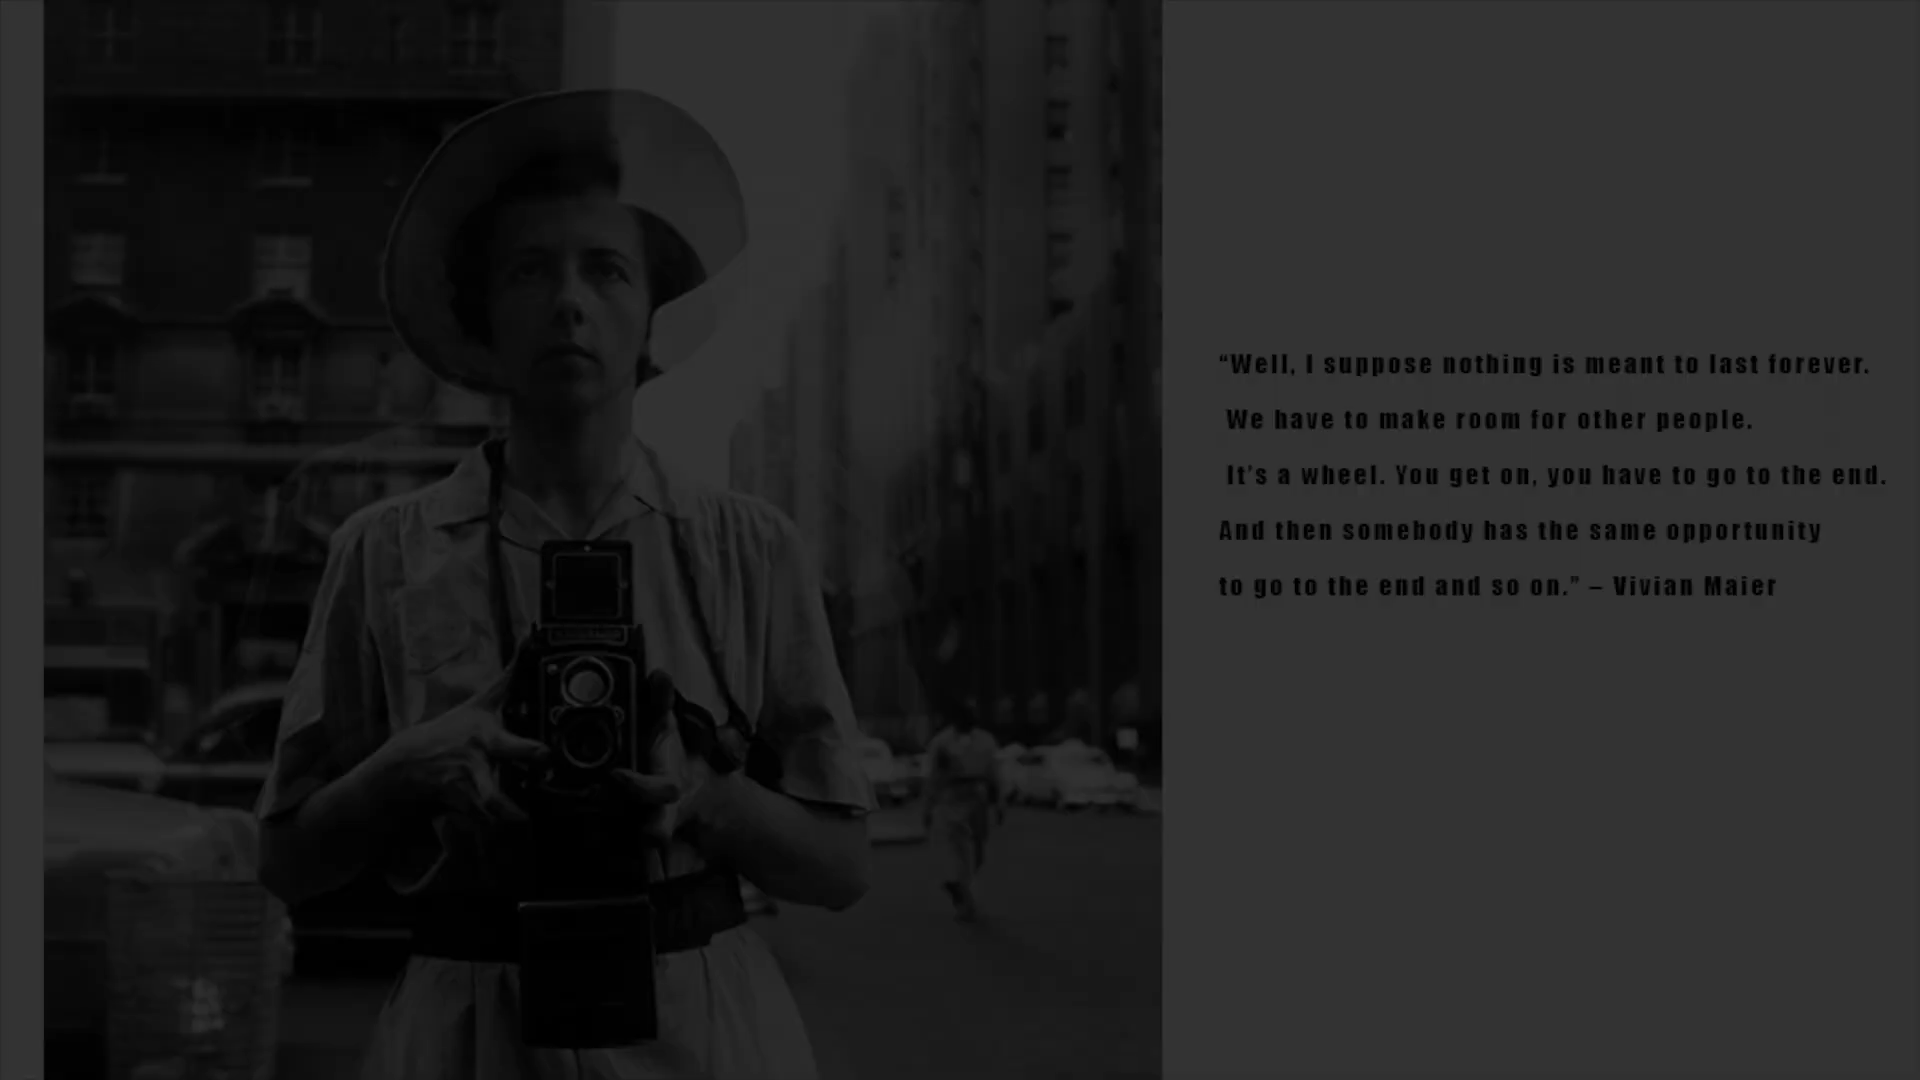 “Well, I suppose nothing is meant to last forever.
We have to make room for other people.
It’s a wheel. You get on, you have to go to the end.
And then somebody has the same opportunity
to go to the end and so on.” – Vivian Maier